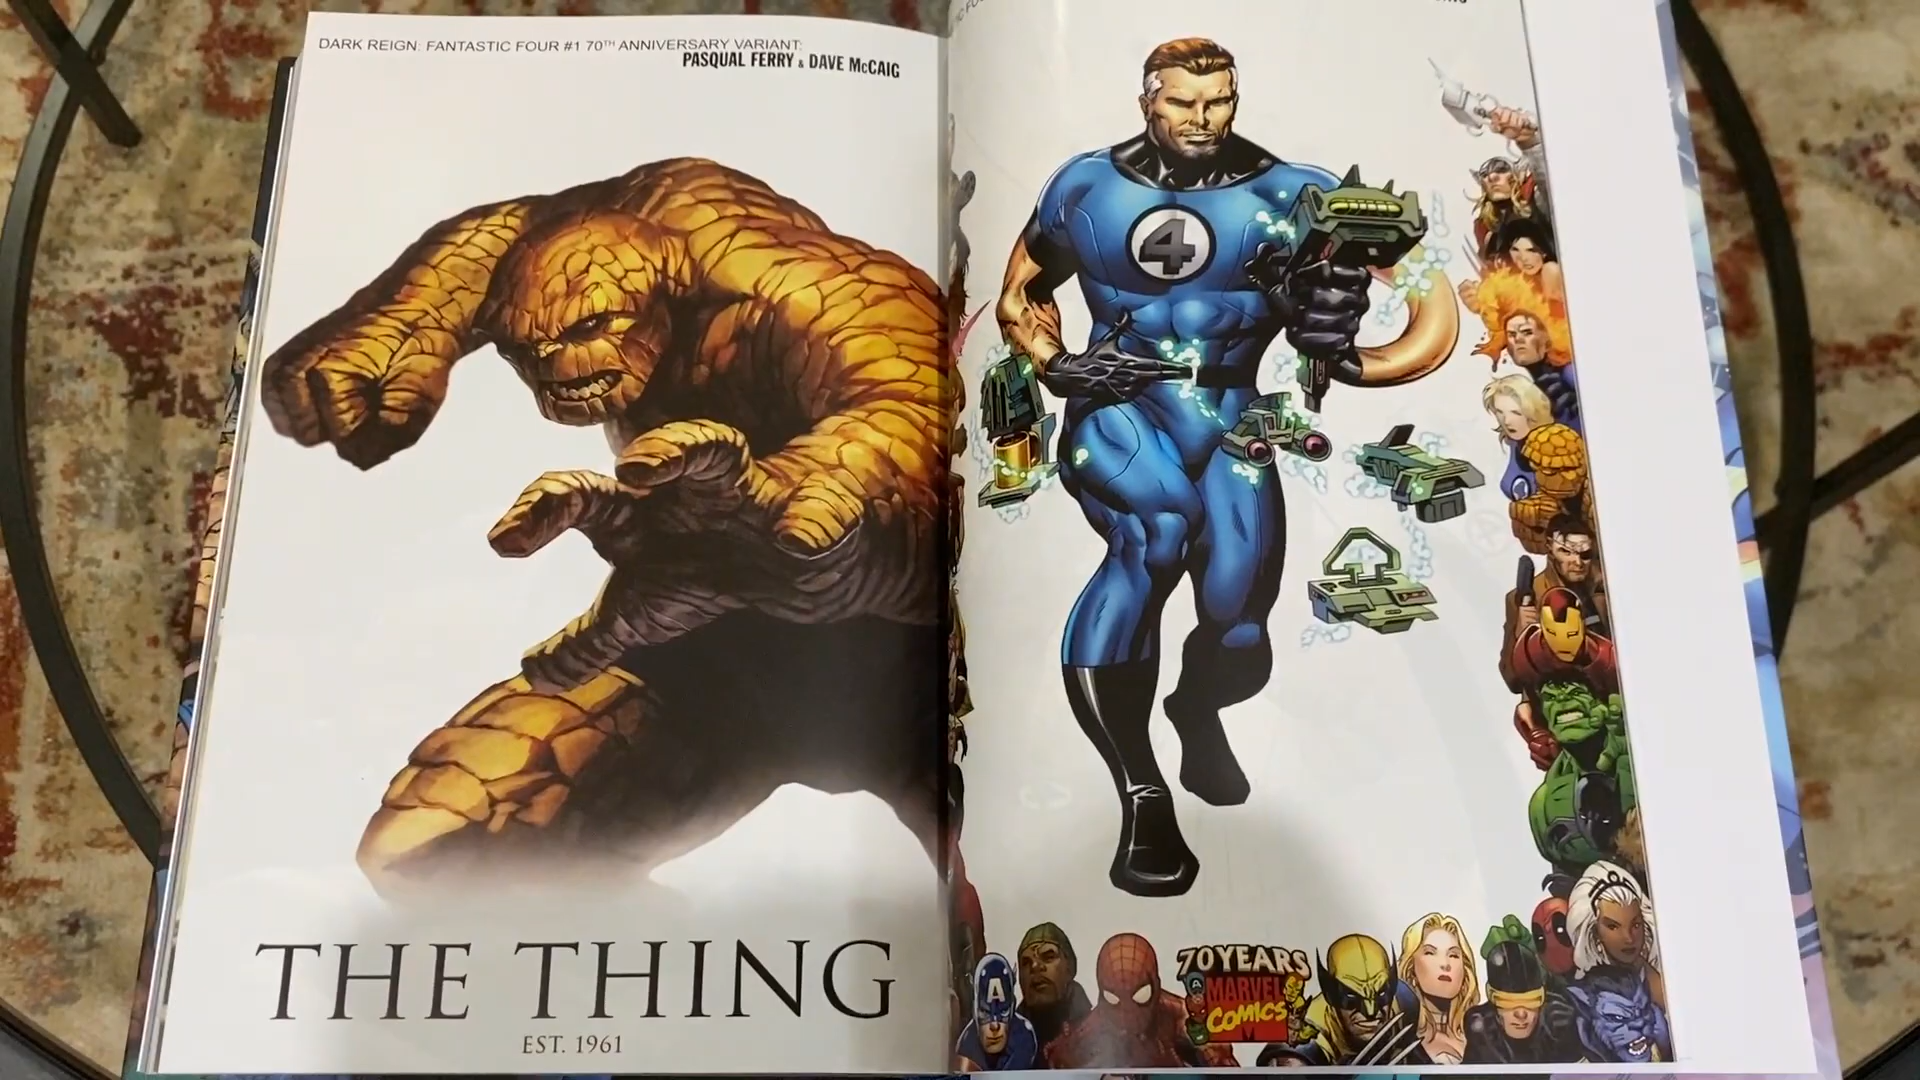 DARK REIGN: FANTASTIC FOUR #1 70TH ANNIVERSARY VARIANT:
PASQUAL FERRY & DAVE McCAIG
THE THING
EST. 1961
4
A
70 YEARS
MARVEL
COMICS